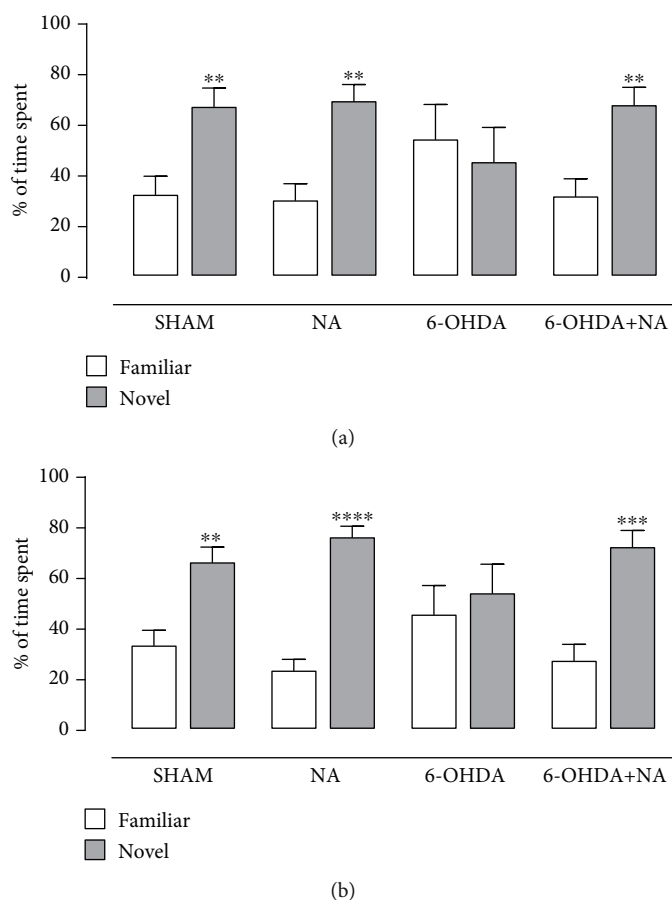 100
80
60
40
20
0
% of time spent
** ** **
SHAM NA 6-OHDA 6-OHDA+NA
Familiar
Novel
(a)
100
80
60
40
20
0
% of time spent
** **** ***
SHAM NA 6-OHDA 6-OHDA+NA
Familiar
Novel
(b)